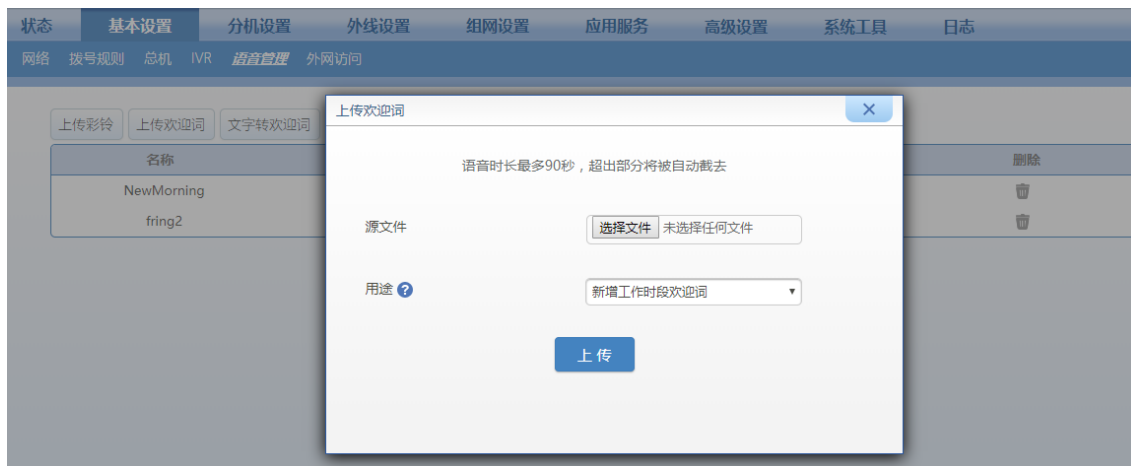 状态 基本设置 分机设置 外线设置 组网设置 应用服务 高级设置 系统工具 日志
网络 拨号规则 总机 IVR 语音管理 外网访问
上传彩铃 上传欢迎词 文字转欢迎词
名称 删除
NewMorning
fring2
上传欢迎词
语音时长最多90秒，超出部分将被自动截去
源文件 选择文件 未选择任何文件
用途 ? 新增工作时段欢迎词
上传